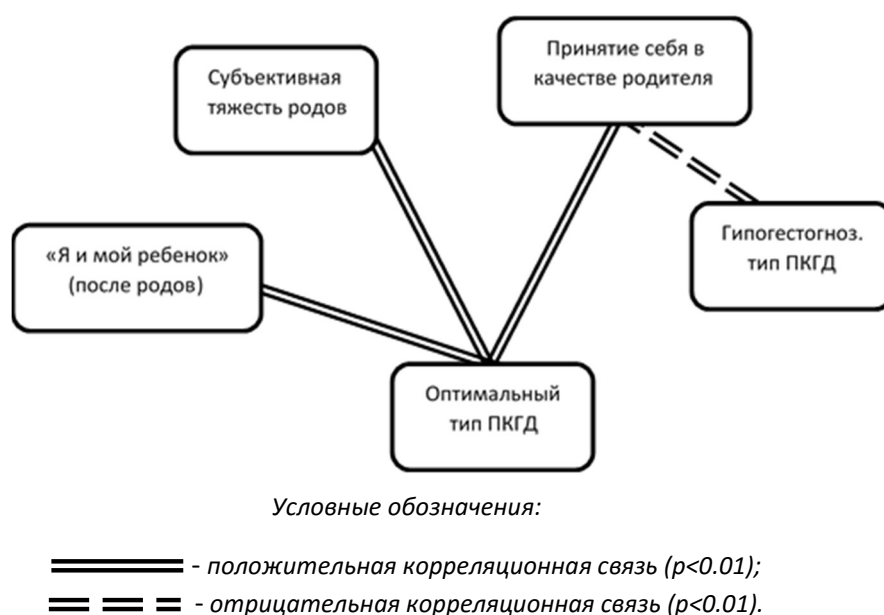 Субъективная
тяжесть родов
Принятие себя в
качестве родителя
«Я и мой ребенок»
(после родов)
Гипогестогноз.
тип ПКГД
Оптимальный
тип ПКГД
Условные обозначения:
- положительная корреляционная связь (p<0.01);
- отрицательная корреляционная связь (p<0.01).